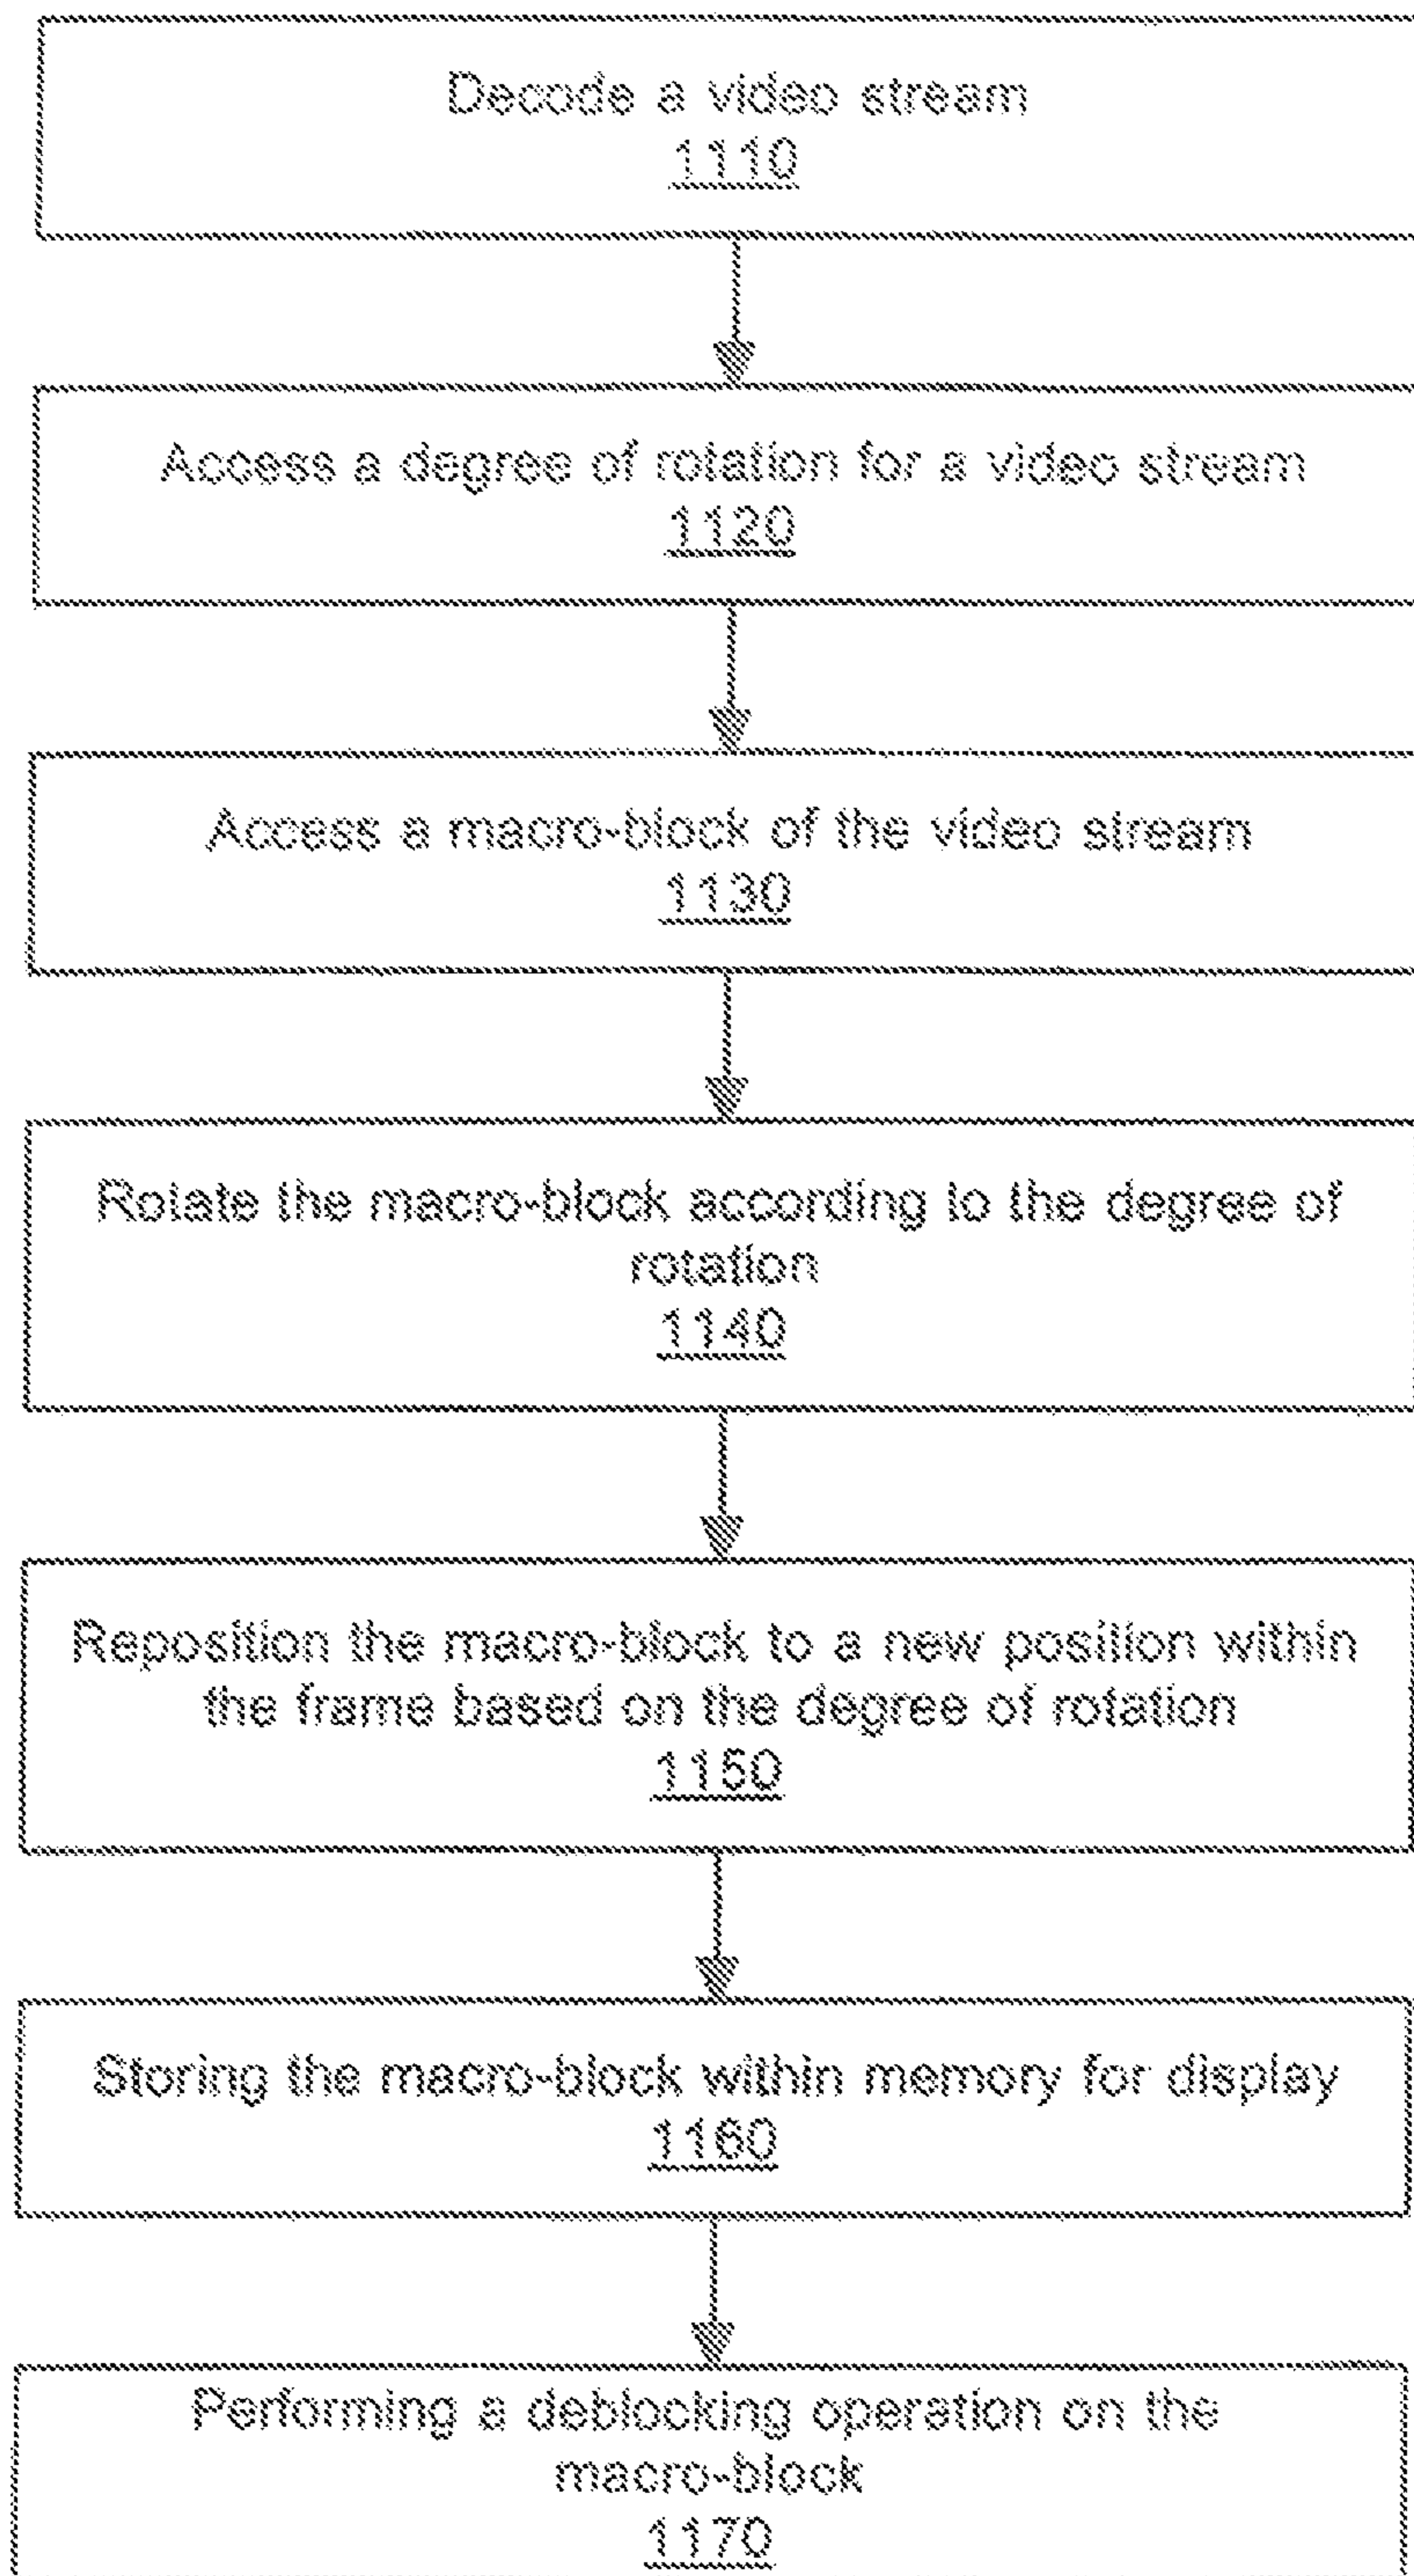 Decode a video stream
1110
Access a degree of rotation for a video stream
1120
Access a macro-block of the video stream
1130
Rotate the macro-block according to the degree of
rotation
1140
Reposition the macro-block to a new position within
the frame based on the degree of rotation
1150
Storing the macro-block within memory for display
1160
Performing a deblocking operation on the
macro-block
1170